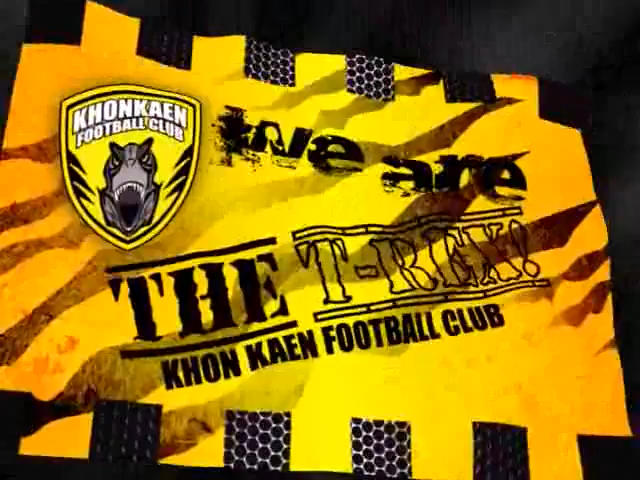 KHONKAEN
FOOTBALL CLUB
We are
THE T-REX!
KHON KAEN FOOTBALL CLUB